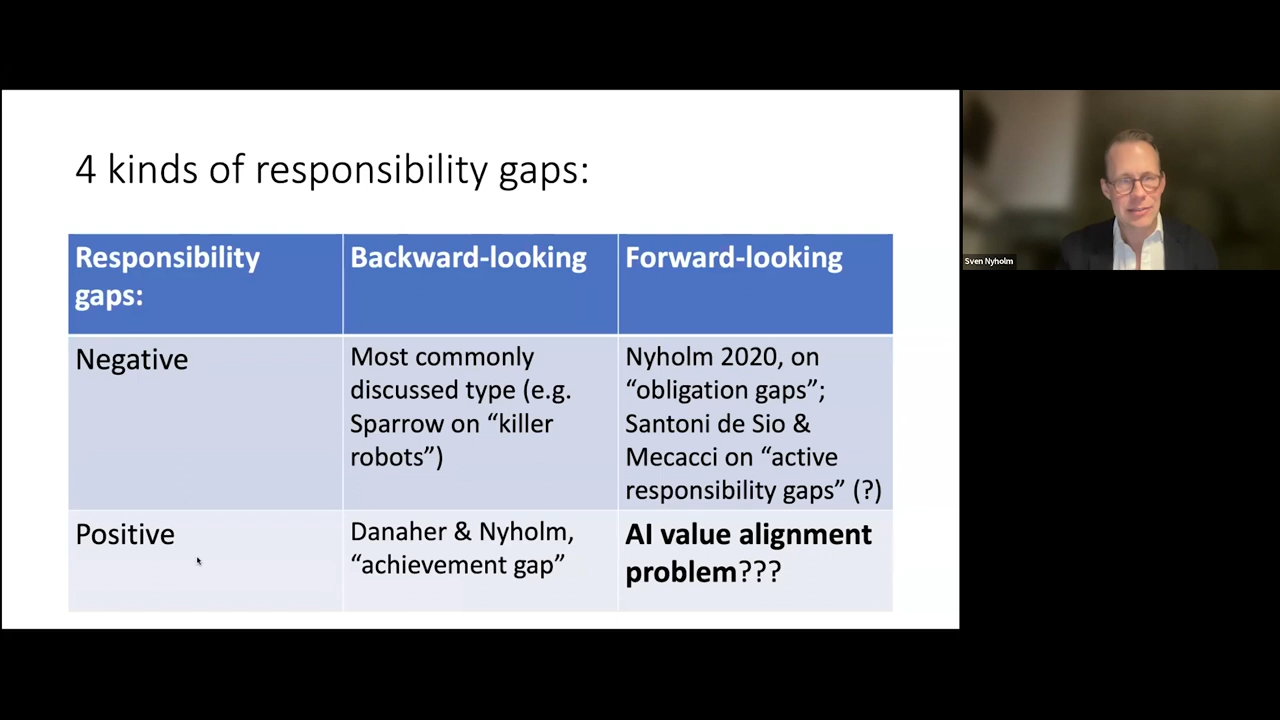 4 kinds of responsibility gaps:
Responsibility
gaps:
Backward-looking
Forward-looking
Negative
Most commonly
discussed type (e.g.
Sparrow on “killer
robots”)
Nyholm 2020, on
“obligation gaps”;
Santoni de Sio &
Mecacci on “active
responsibility gaps” (?)
Positive
Danaher & Nyholm,
“achievement gap”
AI value alignment
problem???
Sven Nyholm